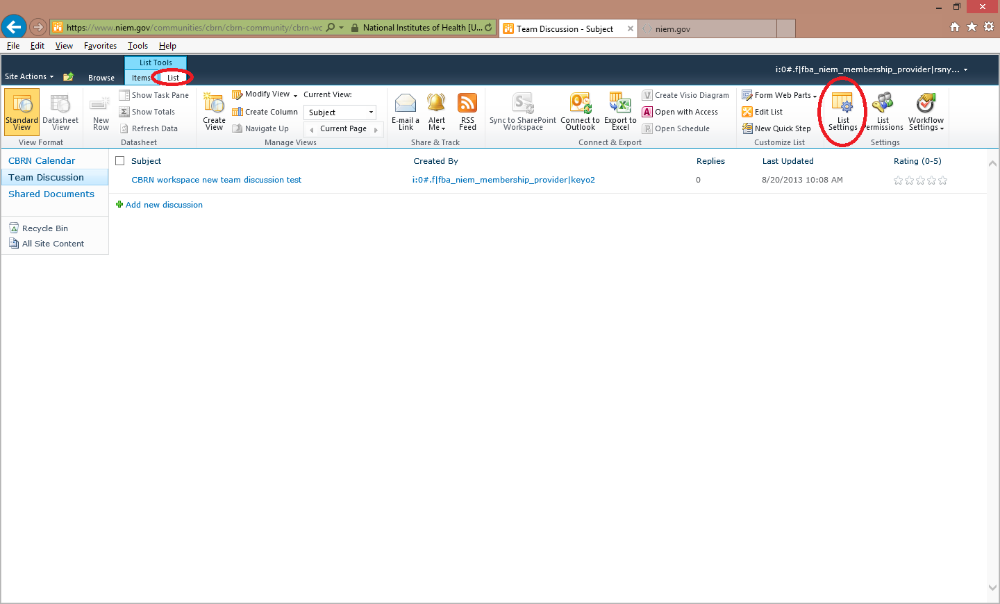 https://www.niem.gov/communities/cbrn/cbrn-community/cbrn-wc
National Institutes of Health [U...
Team Discussion - Subject
niem.gov
File Edit View Favorites Tools Help
List Tools
Site Actions Browse Items List
i:0#.f|fba_niem_membership_provider|rsny...
Standard View
Datasheet View
View Format
New Row
Show Task Pane
Show Totals
Refresh Data
Datasheet
Create View
Modify View
Create Column
Navigate Up
Current View:
Subject
Current Page
Manage Views
E-mail a Link
Alert Me
RSS Feed
Share & Track
Sync to SharePoint Workspace
Connect to Outlook
Export to Excel
Create Visio Diagram
Open with Access
Open Schedule
Connect & Export
Form Web Parts
Edit List
New Quick Step
Customize List
List Settings
List ermissions
Workflow Settings
Settings
CBRN Calendar
Team Discussion
Shared Documents
Recycle Bin
All Site Content
Subject Created By Replies Last Updated Rating (0-5)
CBRN workspace new team discussion test i:0#.f|fba_niem_membership_provider|keyo2 0 8/20/2013 10:08 AM
Add new discussion